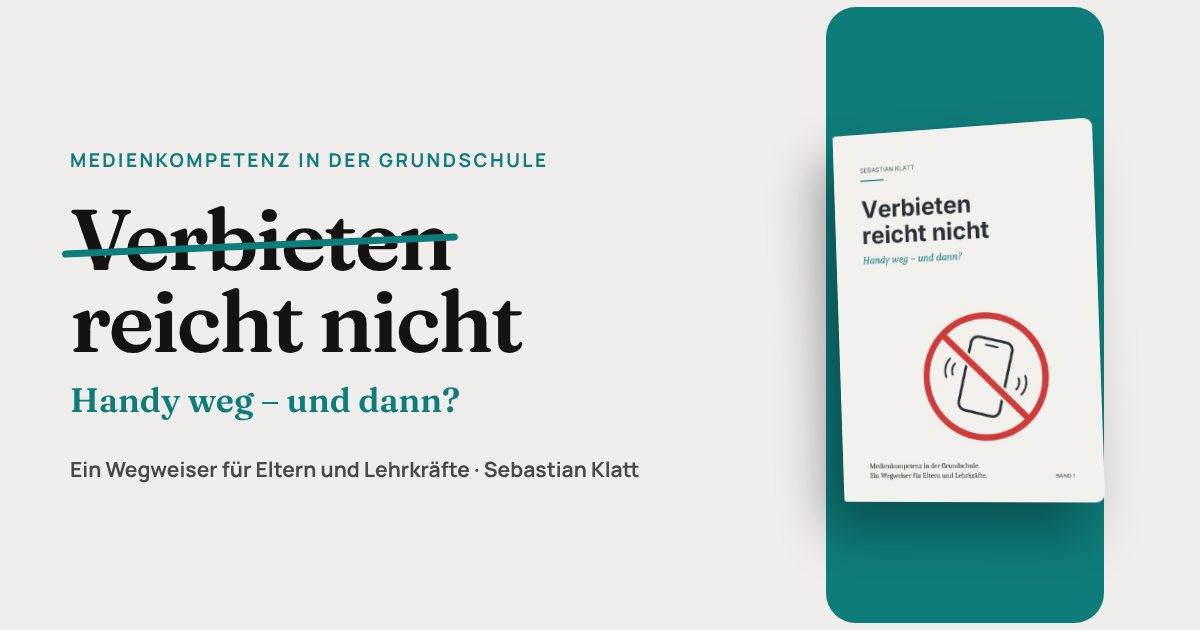 MEDIENKOMPETENZ IN DER GRUNDSCHULE
Verbieten
reicht nicht
Handy weg – und dann?
Ein Wegweiser für Eltern und Lehrkräfte · Sebastian Klatt
SEBASTIAN KLATT
Verbieten
reicht nicht
Handy weg – und dann?
Medienkompetenz in der Grundschule.
Ein Wegweiser für Eltern und Lehrkräfte.
BAND 1